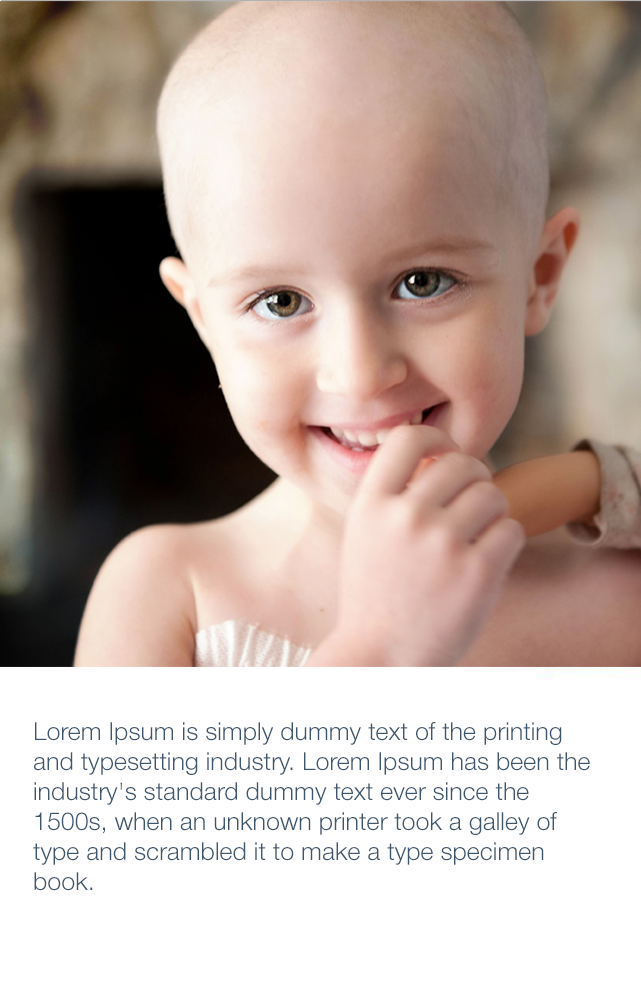 Lorem Ipsum is simply dummy text of the printing
and typesetting industry. Lorem Ipsum has been the
industry's standard dummy text ever since the
1500s, when an unknown printer took a galley of
type and scrambled it to make a type specimen
book.